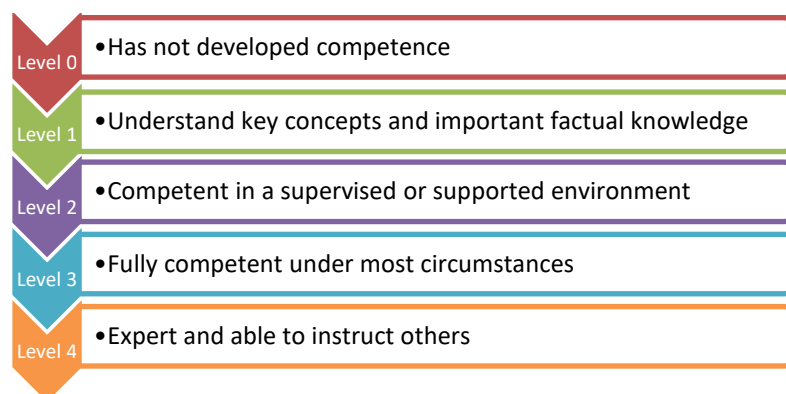 Level 0
•Has not developed competence
Level 1
•Understand key concepts and important factual knowledge
Level 2
•Competent in a supervised or supported environment
Level 3
•Fully competent under most circumstances
Level 4
•Expert and able to instruct others